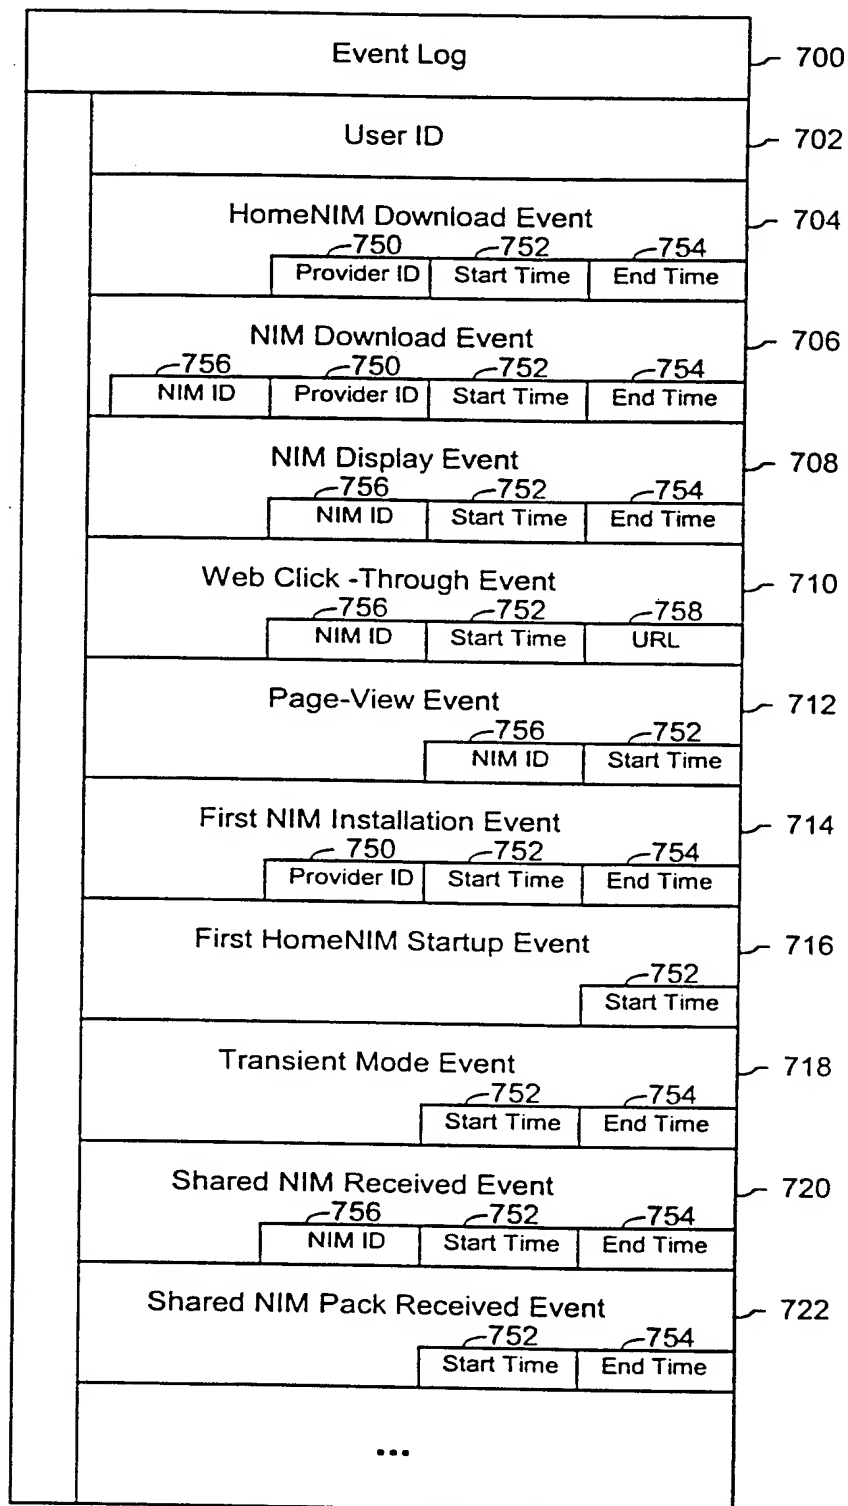 Event Log 700
User ID 702
HomeNIM Download Event 704
750 752 754
Provider ID Start Time End Time
NIM Download Event 706
756 750 752 754
NIM ID Provider ID Start Time End Time
NIM Display Event 708
756 752 754
NIM ID Start Time End Time
Web Click -Through Event 710
756 752 758
NIM ID Start Time URL
Page-View Event 712
756 752
NIM ID Start Time
First NIM Installation Event 714
750 752 754
Provider ID Start Time End Time
First HomeNIM Startup Event 716
752
Start Time
Transient Mode Event 718
752 754
Start Time End Time
Shared NIM Received Event 720
756 752 754
NIM ID Start Time End Time
Shared NIM Pack Received Event 722
752 754
Start Time End Time
...